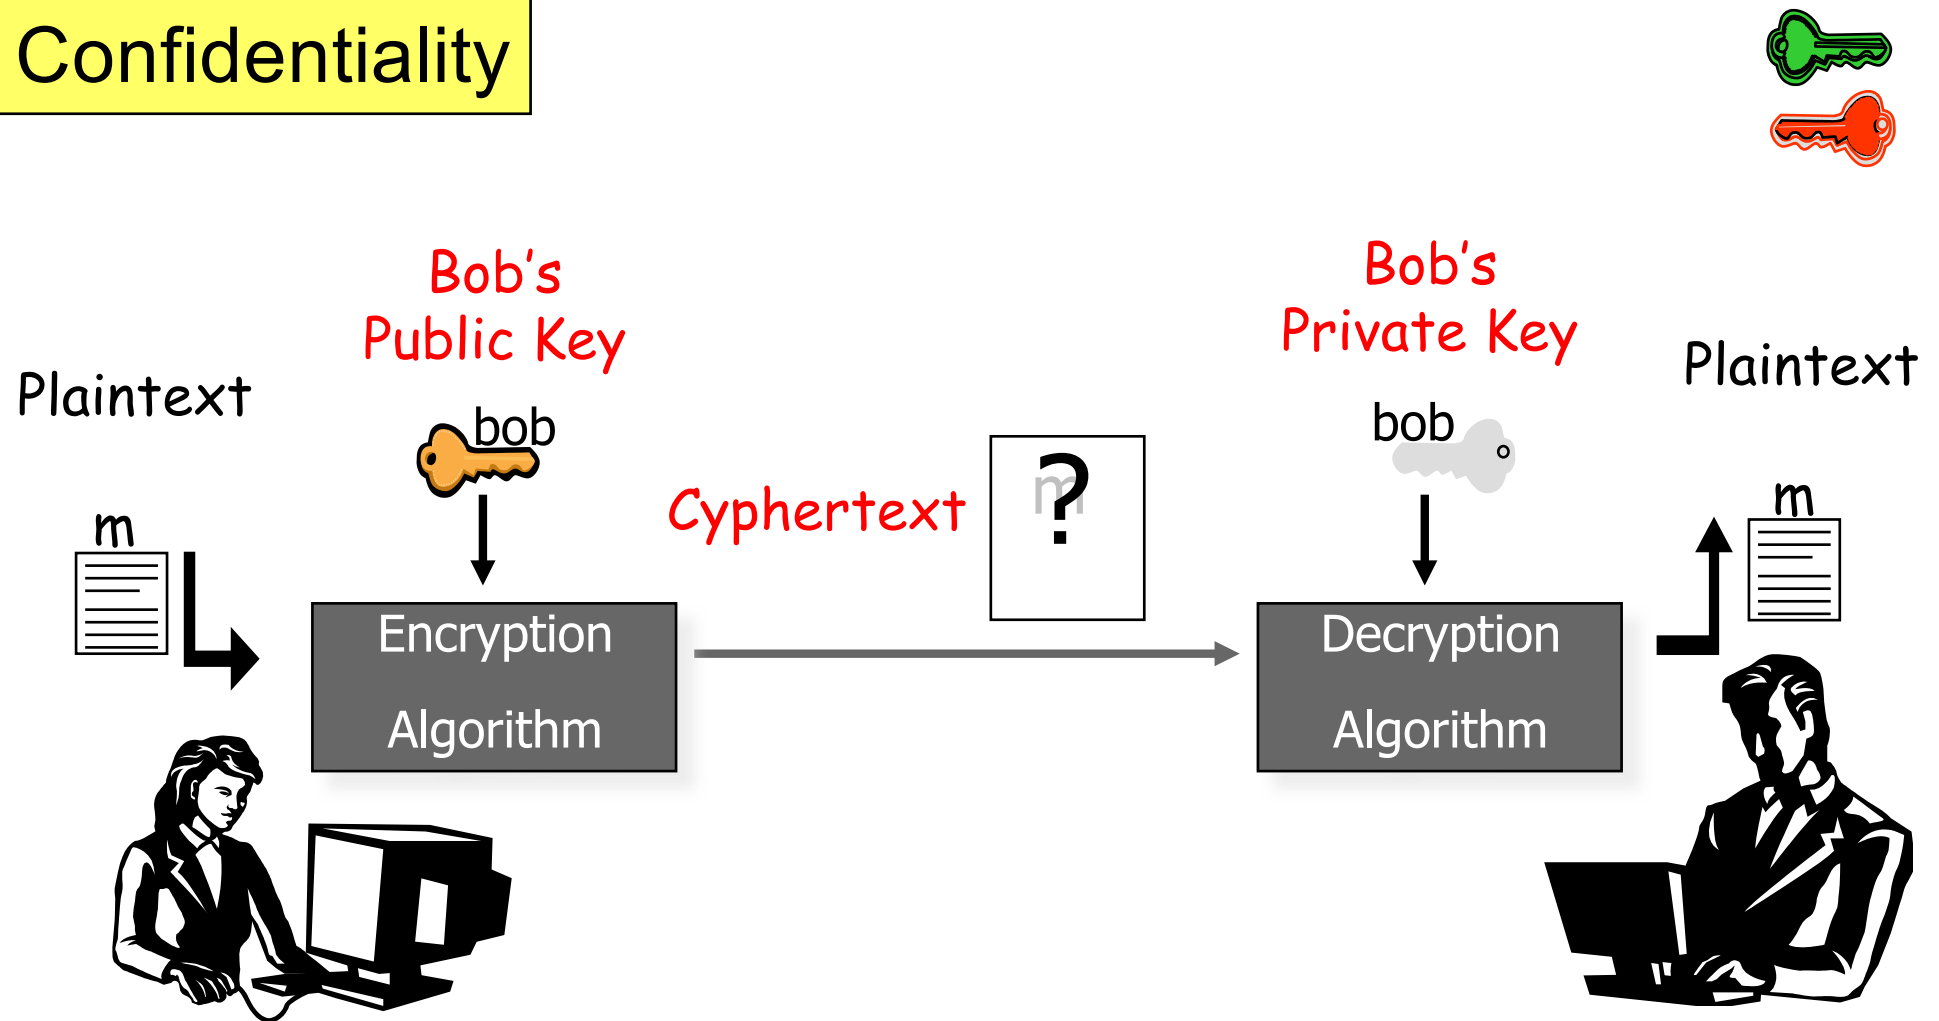 Confidentiality
Bob's
Public Key
Bob's
Private Key
Plaintext
Plaintext
bob
bob
Cyphertext
?
m
m
m
Encryption
Algorithm
Decryption
Algorithm